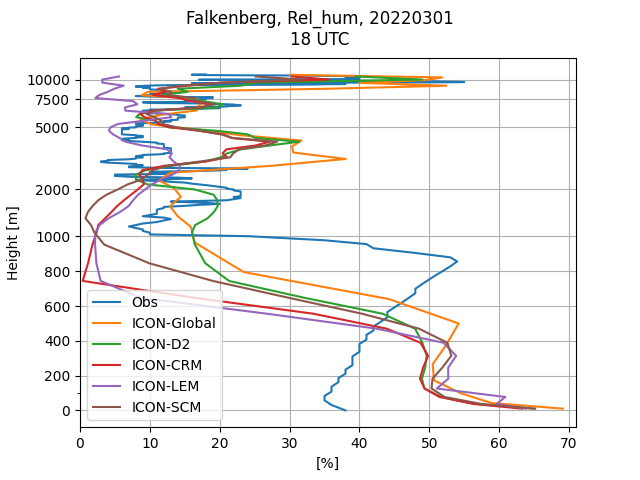 Falkenberg, Rel_hum, 20220301
18 UTC
Height [m]
10000
7500
5000
2000
1000
800
600
400
200
0
Obs
ICON-Global
ICON-D2
ICON-CRM
ICON-LEM
ICON-SCM
0 10 20 30 40 50 60 70
[%]